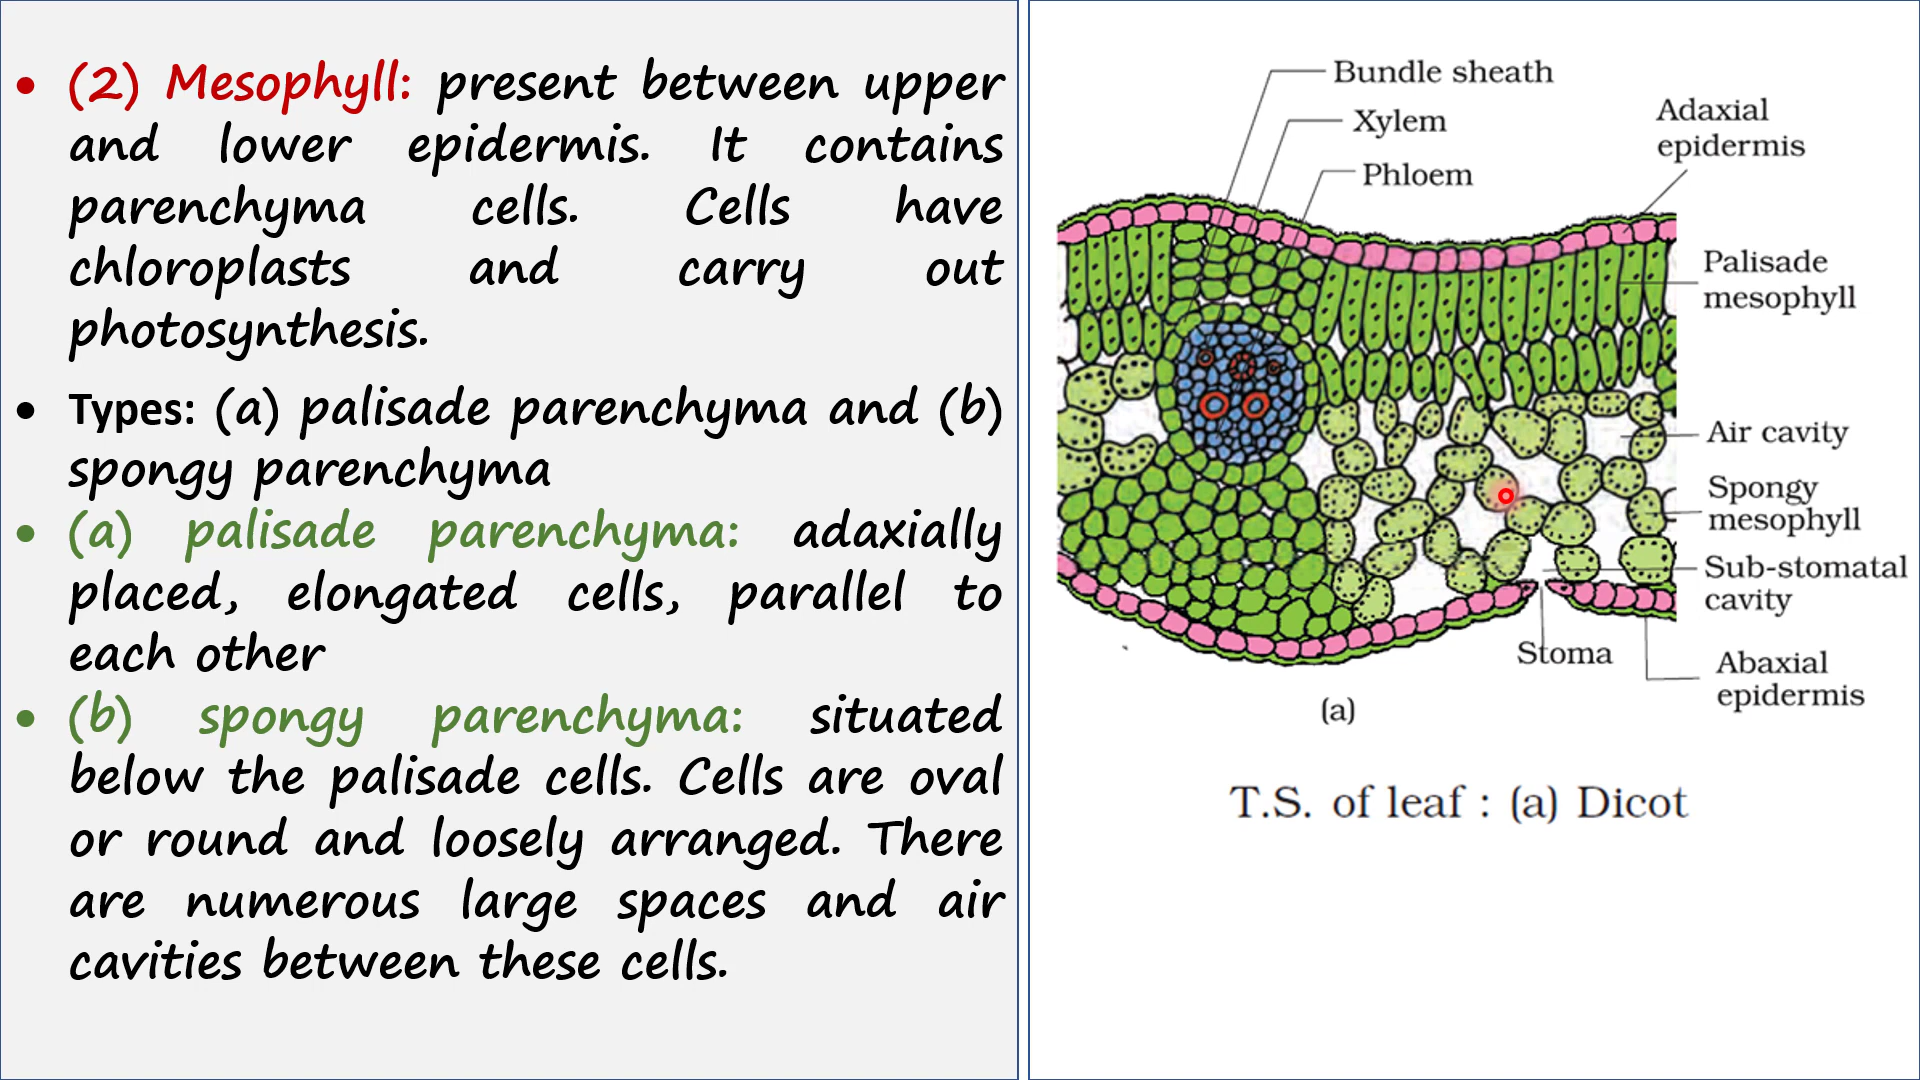 • (2) Mesophyll: present between upper
and lower epidermis. It contains
parenchyma cells. Cells have
chloroplasts and carry out
photosynthesis.
• Types: (a) palisade parenchyma and (b)
spongy parenchyma
• (a) palisade parenchyma: adaxially
placed, elongated cells, parallel to
each other
• (b) spongy parenchyma: situated
below the palisade cells. Cells are oval
or round and loosely arranged. There
are numerous large spaces and air
cavities between these cells.
Bundle sheath
Xylem
Phloem
Adaxial
epidermis
Palisade
mesophyll
Air cavity
Spongy
mesophyll
Sub-stomatal
cavity
Stoma
Abaxial
epidermis
(a)
T.S. of leaf : (a) Dicot